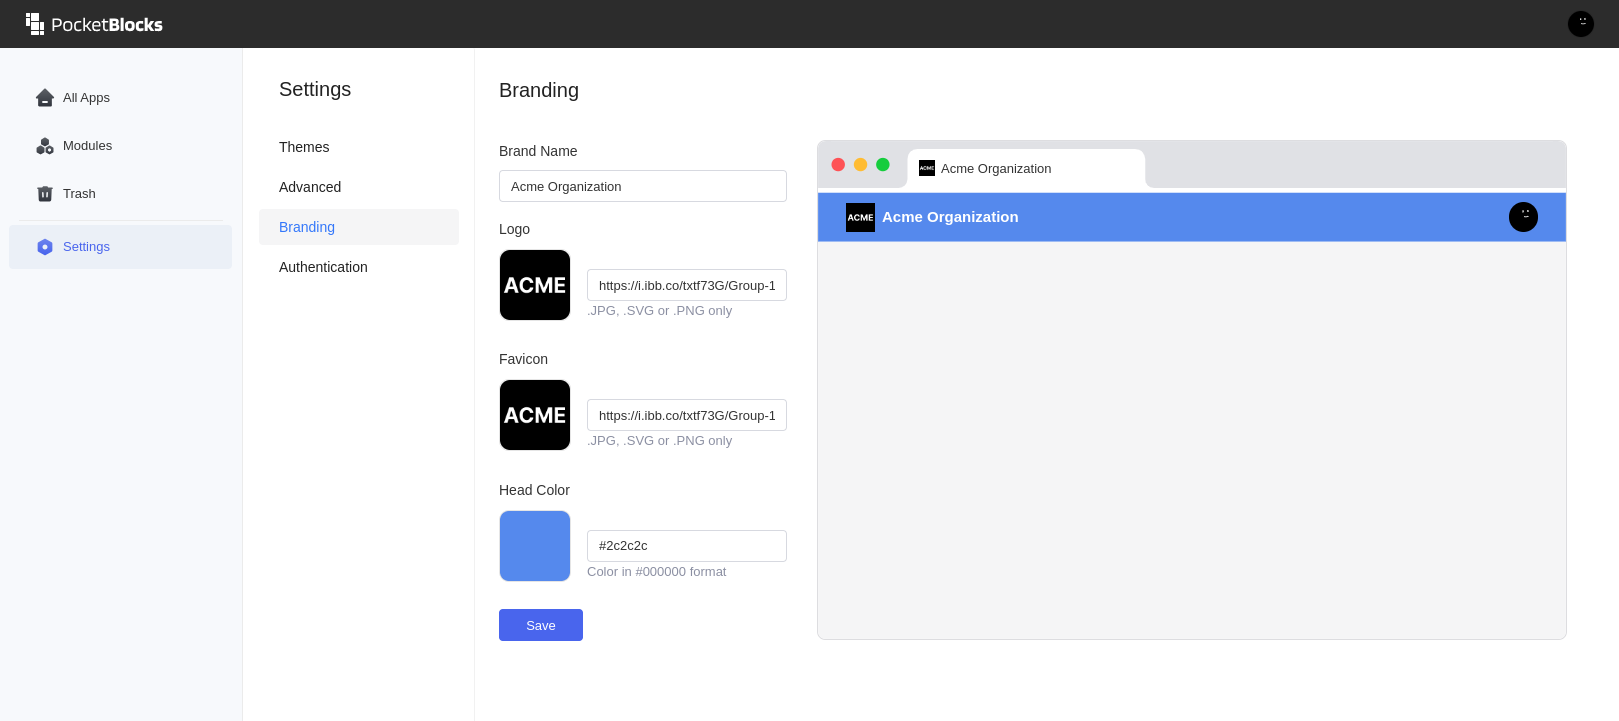 PocketBlocks
All Apps
Modules
Trash
Settings
Settings
Themes
Advanced
Branding
Authentication
Branding
Brand Name
Acme Organization
Logo
ACME
https://i.ibb.co/txtf73G/Group-1
.JPG, .SVG or .PNG only
Favicon
ACME
https://i.ibb.co/txtf73G/Group-1
.JPG, .SVG or .PNG only
Head Color
#2c2c2c
Color in #000000 format
Save
ACME
Acme Organization
ACME
Acme Organization